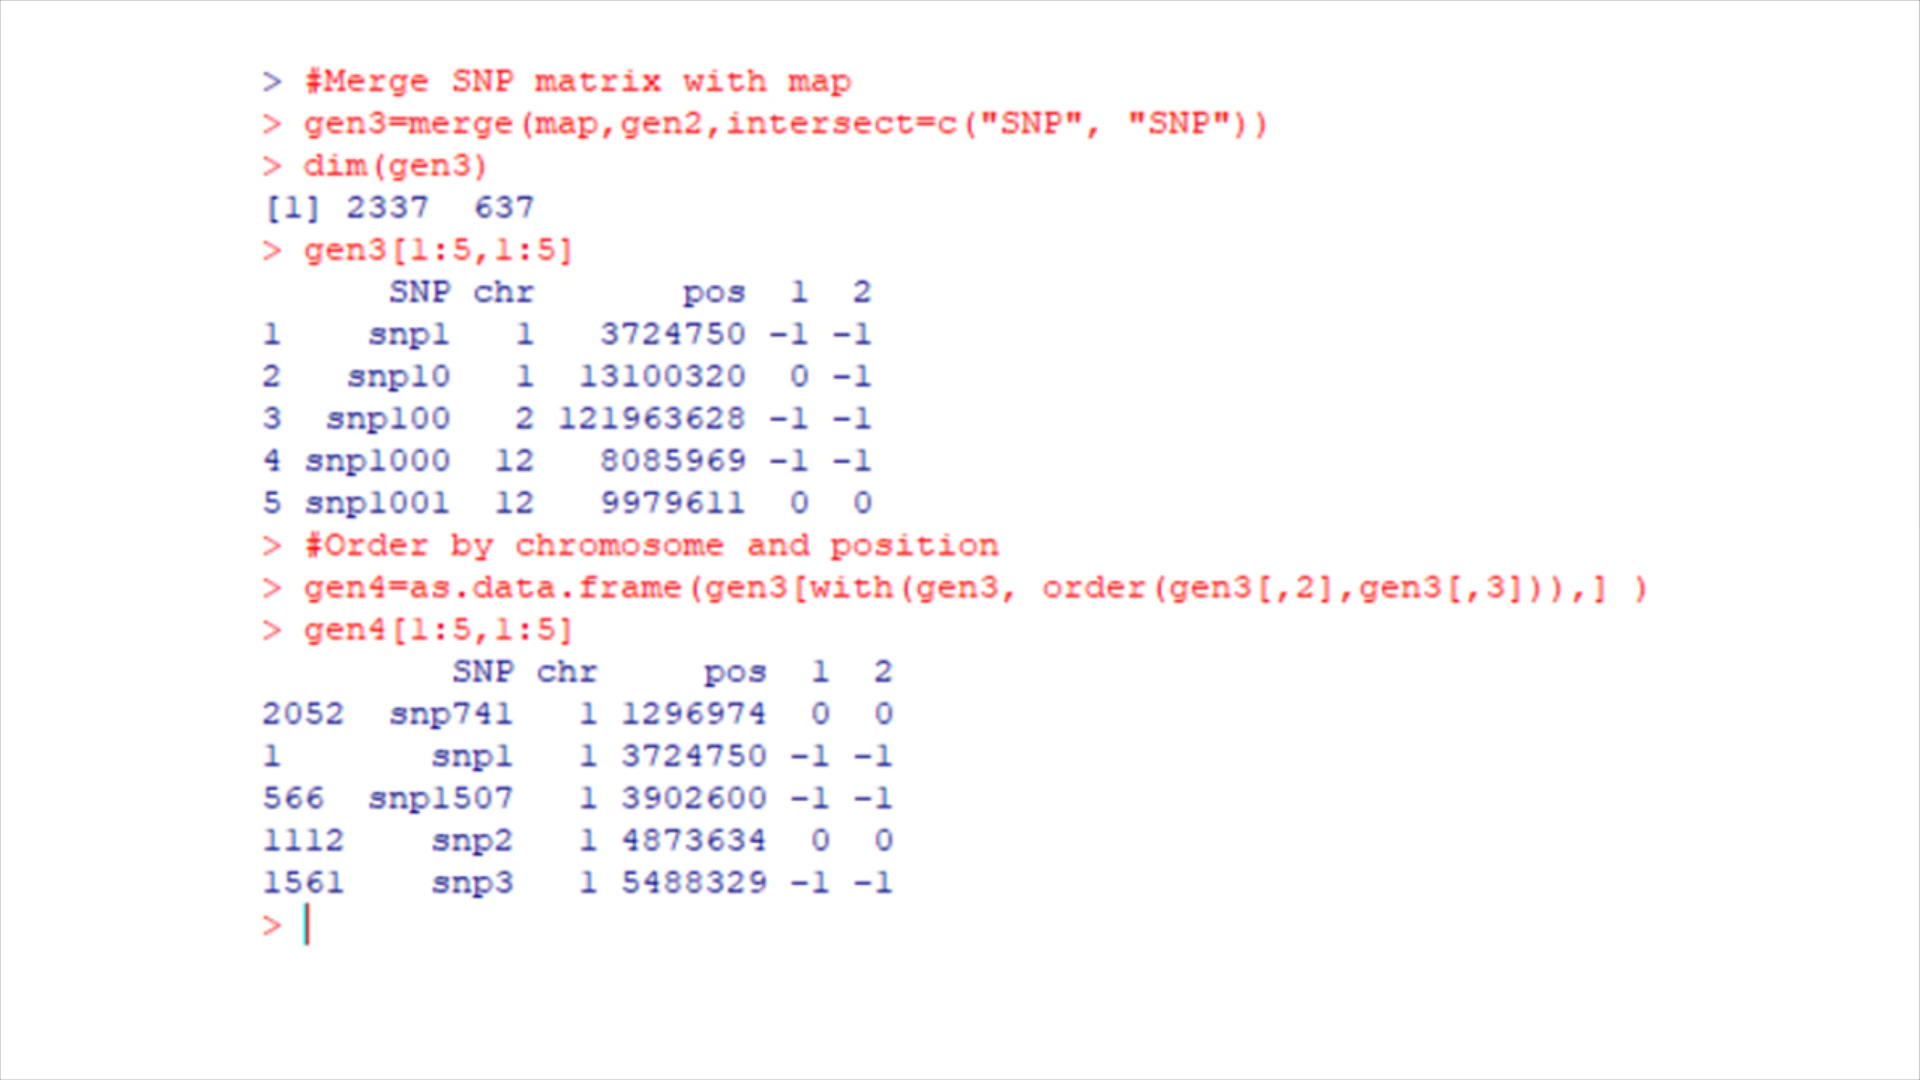 > #Merge SNP matrix with map
> gen3=merge(map,gen2,intersect=c("SNP", "SNP"))
> dim(gen3)
[1] 2337  637
> gen3[1:5,1:5]
      SNP chr       pos  1  2
1    snp1   1   3724750 -1 -1
2   snp10   1  13100320  0 -1
3  snp100   2 121963628 -1 -1
4 snp1000  12   8085969 -1 -1
5 snp1001  12   9979611  0  0
> #Order by chromosome and position
> gen4=as.data.frame(gen3[with(gen3, order(gen3[,2],gen3[,3])),] )
> gen4[1:5,1:5]
         SNP chr     pos  1  2
2052  snp741   1 1296974  0  0
1       snp1   1 3724750 -1 -1
566  snp1507   1 3902600 -1 -1
1112    snp2   1 4873634  0  0
1561    snp3   1 5488329 -1 -1
>